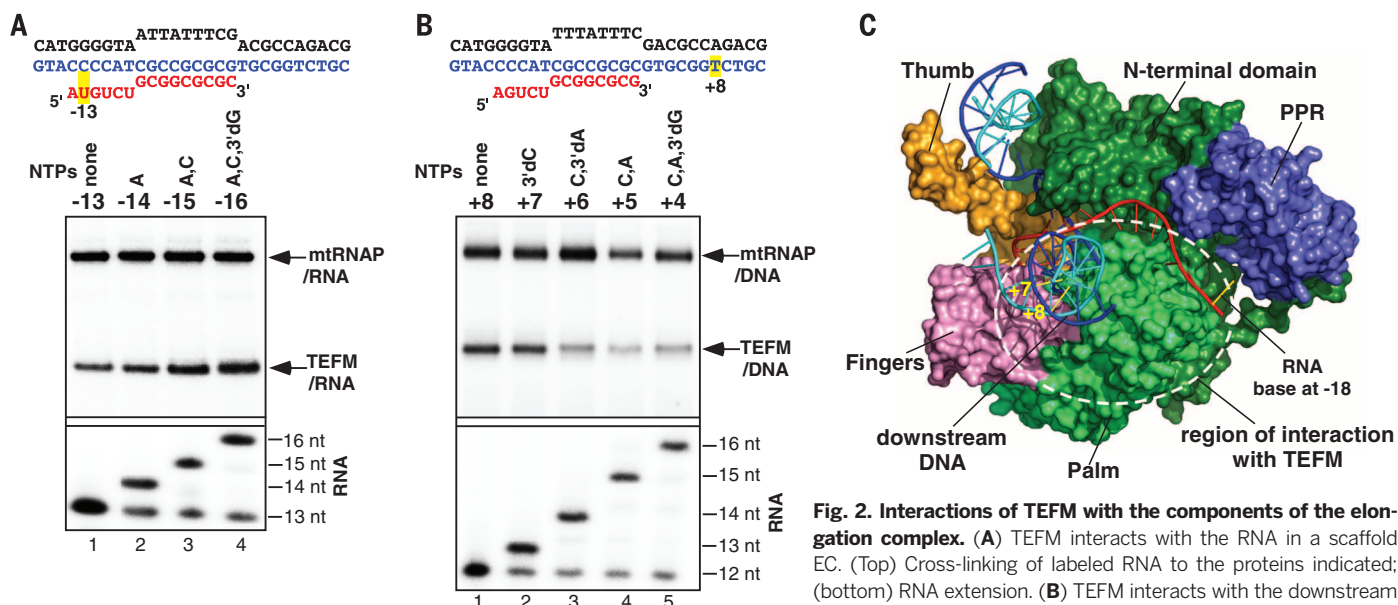 A
CATGGGGTA ATTATTTCG ACGCCAGACG
GTACCCCATCGCCGCGCGTGCGGTCTGC
5' AUGUCU GCGGCGCGC 3'
-13
NTPs none A A,C A,C,3'dG
-13 -14 -15 -16
mtRNAP
/RNA
TEFM
/RNA
16 nt
15 nt
14 nt
13 nt
RNA
1 2 3 4
B
CATGGGGTA TTTATTTC GACGCCAGACG
GTACCCCATCGCCGCGCGTGCGGTCTGC
5' AGUCU GCGGCGCG 3'
+8
NTPs none 3'dC C,3'dA C,A C,A,3'dG
+8 +7 +6 +5 +4
mtRNAP
/DNA
TEFM
/DNA
16 nt
15 nt
14 nt
13 nt
12 nt
RNA
1 2 3 4 5
C
Thumb
N-terminal domain
PPR
+7
+8
Fingers
RNA
base at -18
downstream
DNA
Palm
region of interaction
with TEFM
Fig. 2. Interactions of TEFM with the components of the elon-
gation complex. (A) TEFM interacts with the RNA in a scaffold
EC. (Top) Cross-linking of labeled RNA to the proteins indicated;
(bottom) RNA extension. (B) TEFM interacts with the downstream